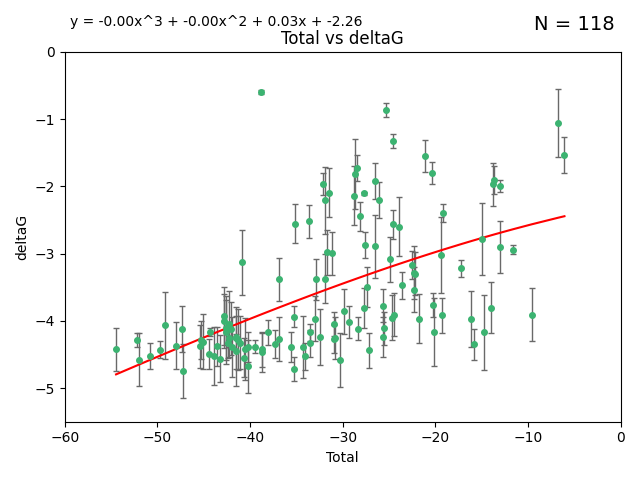 y = -0.00x^3 + -0.00x^2 + 0.03x + -2.26
N = 118
Total vs deltaG
0
−1
−2
−3
−4
−5
deltaG
−60 −50 −40 −30 −20 −10 0
Total